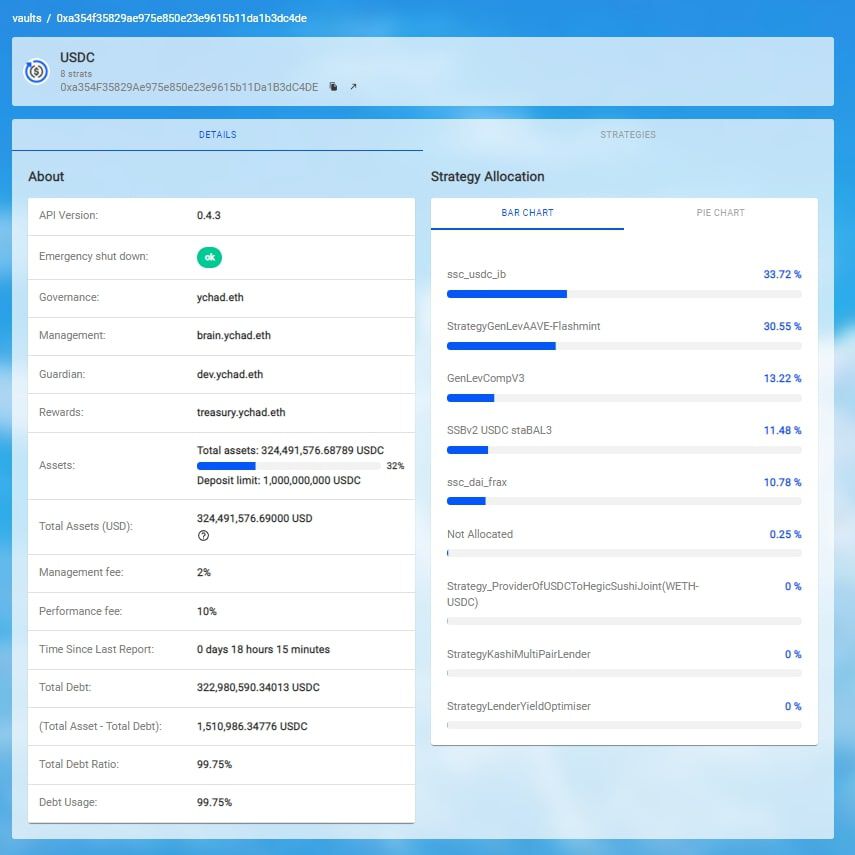 vaults / 0xa354f35829ae975e850e23e9615b11da1b3dc4de
USDC
8 strats
0xa354F35829Ae975e850e23e9615b11Da1B3dC4DE
DETAILS
STRATEGIES
About
API Version: 0.4.3
Emergency shut down: ok
Governance: ychad.eth
Management: brain.ychad.eth
Guardian: dev.ychad.eth
Rewards: treasury.ychad.eth
Assets:
Total assets: 324,491,576.68789 USDC
32%
Deposit limit: 1,000,000,000 USDC
Total Assets (USD): 324,491,576.69000 USD
Management fee: 2%
Performance fee: 10%
Time Since Last Report: 0 days 18 hours 15 minutes
Total Debt: 322,980,590.34013 USDC
(Total Asset - Total Debt): 1,510,986.34776 USDC
Total Debt Ratio: 99.75%
Debt Usage: 99.75%
Strategy Allocation
BAR CHART
PIE CHART
ssc_usdc_ib 33.72 %
StrategyGenLevAAVE-Flashmint 30.55 %
GenLevCompV3 13.22 %
SSBv2 USDC staBAL3 11.48 %
ssc_dai_frax 10.78 %
Not Allocated 0.25 %
Strategy_ProviderOfUSDCToHegicSushiJoint(WETH- 0 %
USDC)
StrategyKashiMultiPairLender 0 %
StrategyLenderYieldOptimiser 0 %